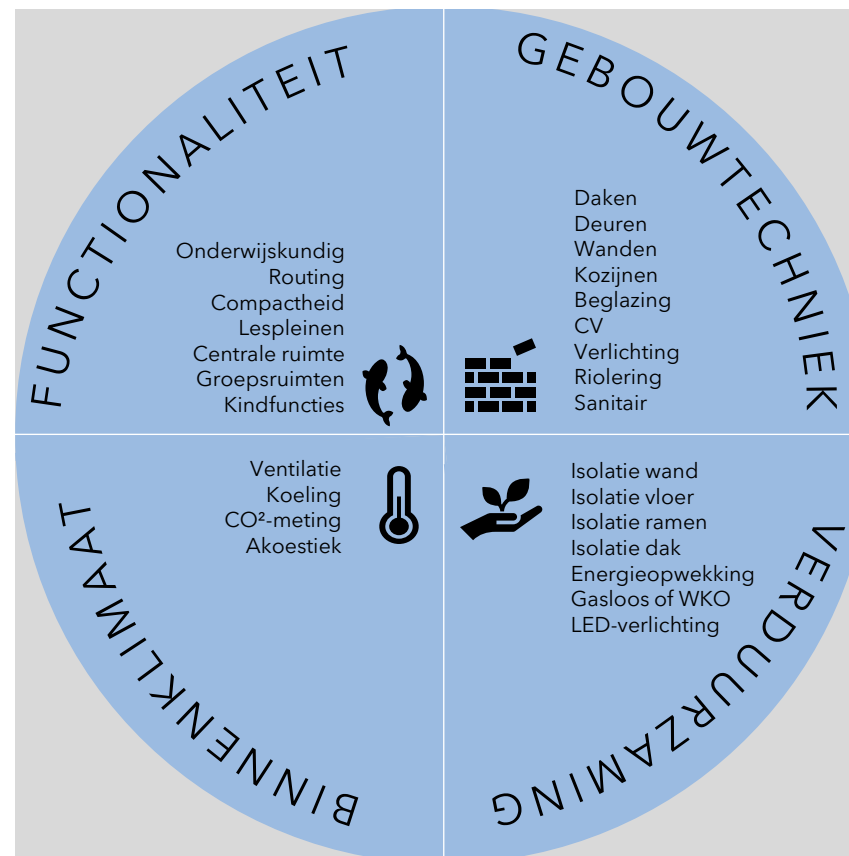 FUNCTIONALITEIT
Onderwijskundig
Routing
Compactheid
Lespleinen
Centrale ruimte
Groepsruimten
Kindfuncties
GEBOUWTECHNIEK
Daken
Deuren
Wanden
Kozijnen
Beglazing
CV
Verlichting
Riolering
Sanitair
BINNENKLIMAAT
Ventilatie
Koeling
CO²-meting
Akoestiek
VERDUURZAMING
Isolatie wand
Isolatie vloer
Isolatie ramen
Isolatie dak
Energieopwekking
Gasloos of WKO
LED-verlichting